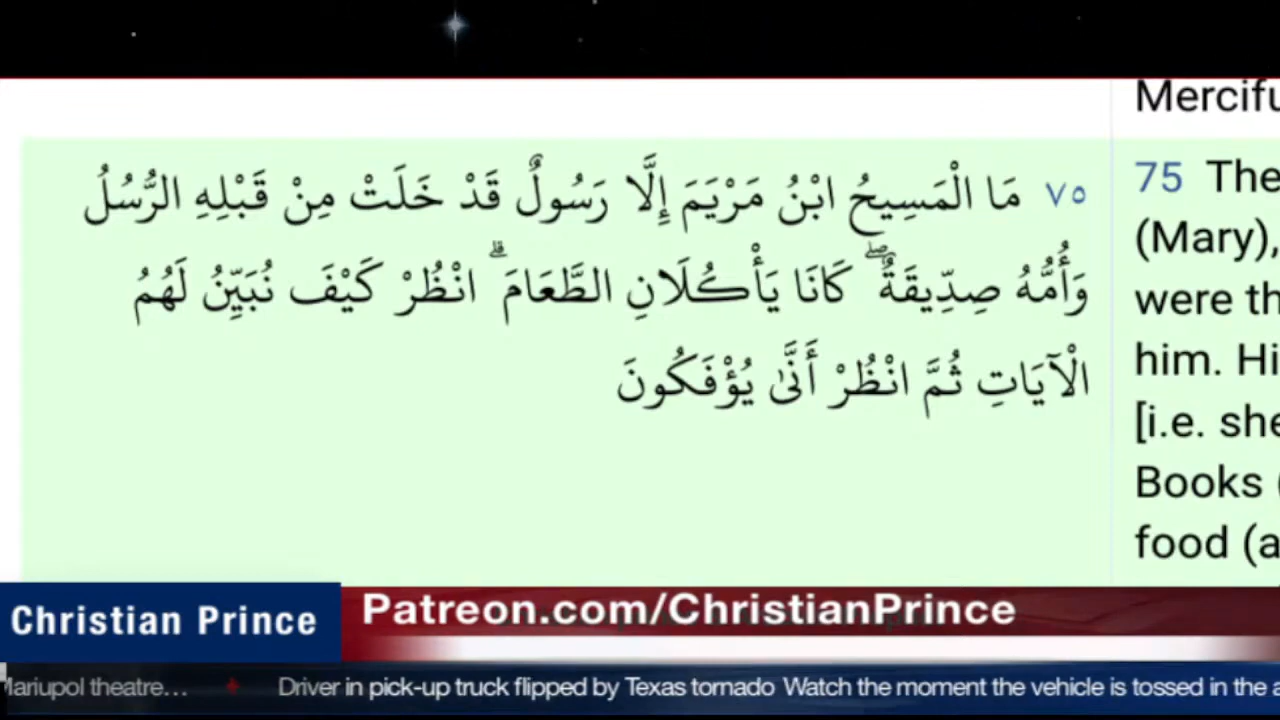 Mercifu
٧٥ مَا الْمَسِيحُ ابْنُ مَرْيَمَ إِلَّا رَسُولٌ قَدْ خَلَتْ مِنْ قَبْلِهِ الرُّسُلُ
وَأُمُّهُ صِدِّيقَةٌ ۖ كَانَا يَأْكُلَانِ الطَّعَامَ ۗ انْظُرْ كَيْفَ نُبَيِّنُ لَهُمُ
الْآيَاتِ ثُمَّ انْظُرْ أَنَّىٰ يُؤْفَكُونَ
75 The
(Mary),
were th
him. Hi
[i.e. she
Books (
food (a
Christian Prince
Patreon.com/ChristianPrince
Mariupol theatre... Driver in pick-up truck flipped by Texas tornado Watch the moment the vehicle is tossed in the a